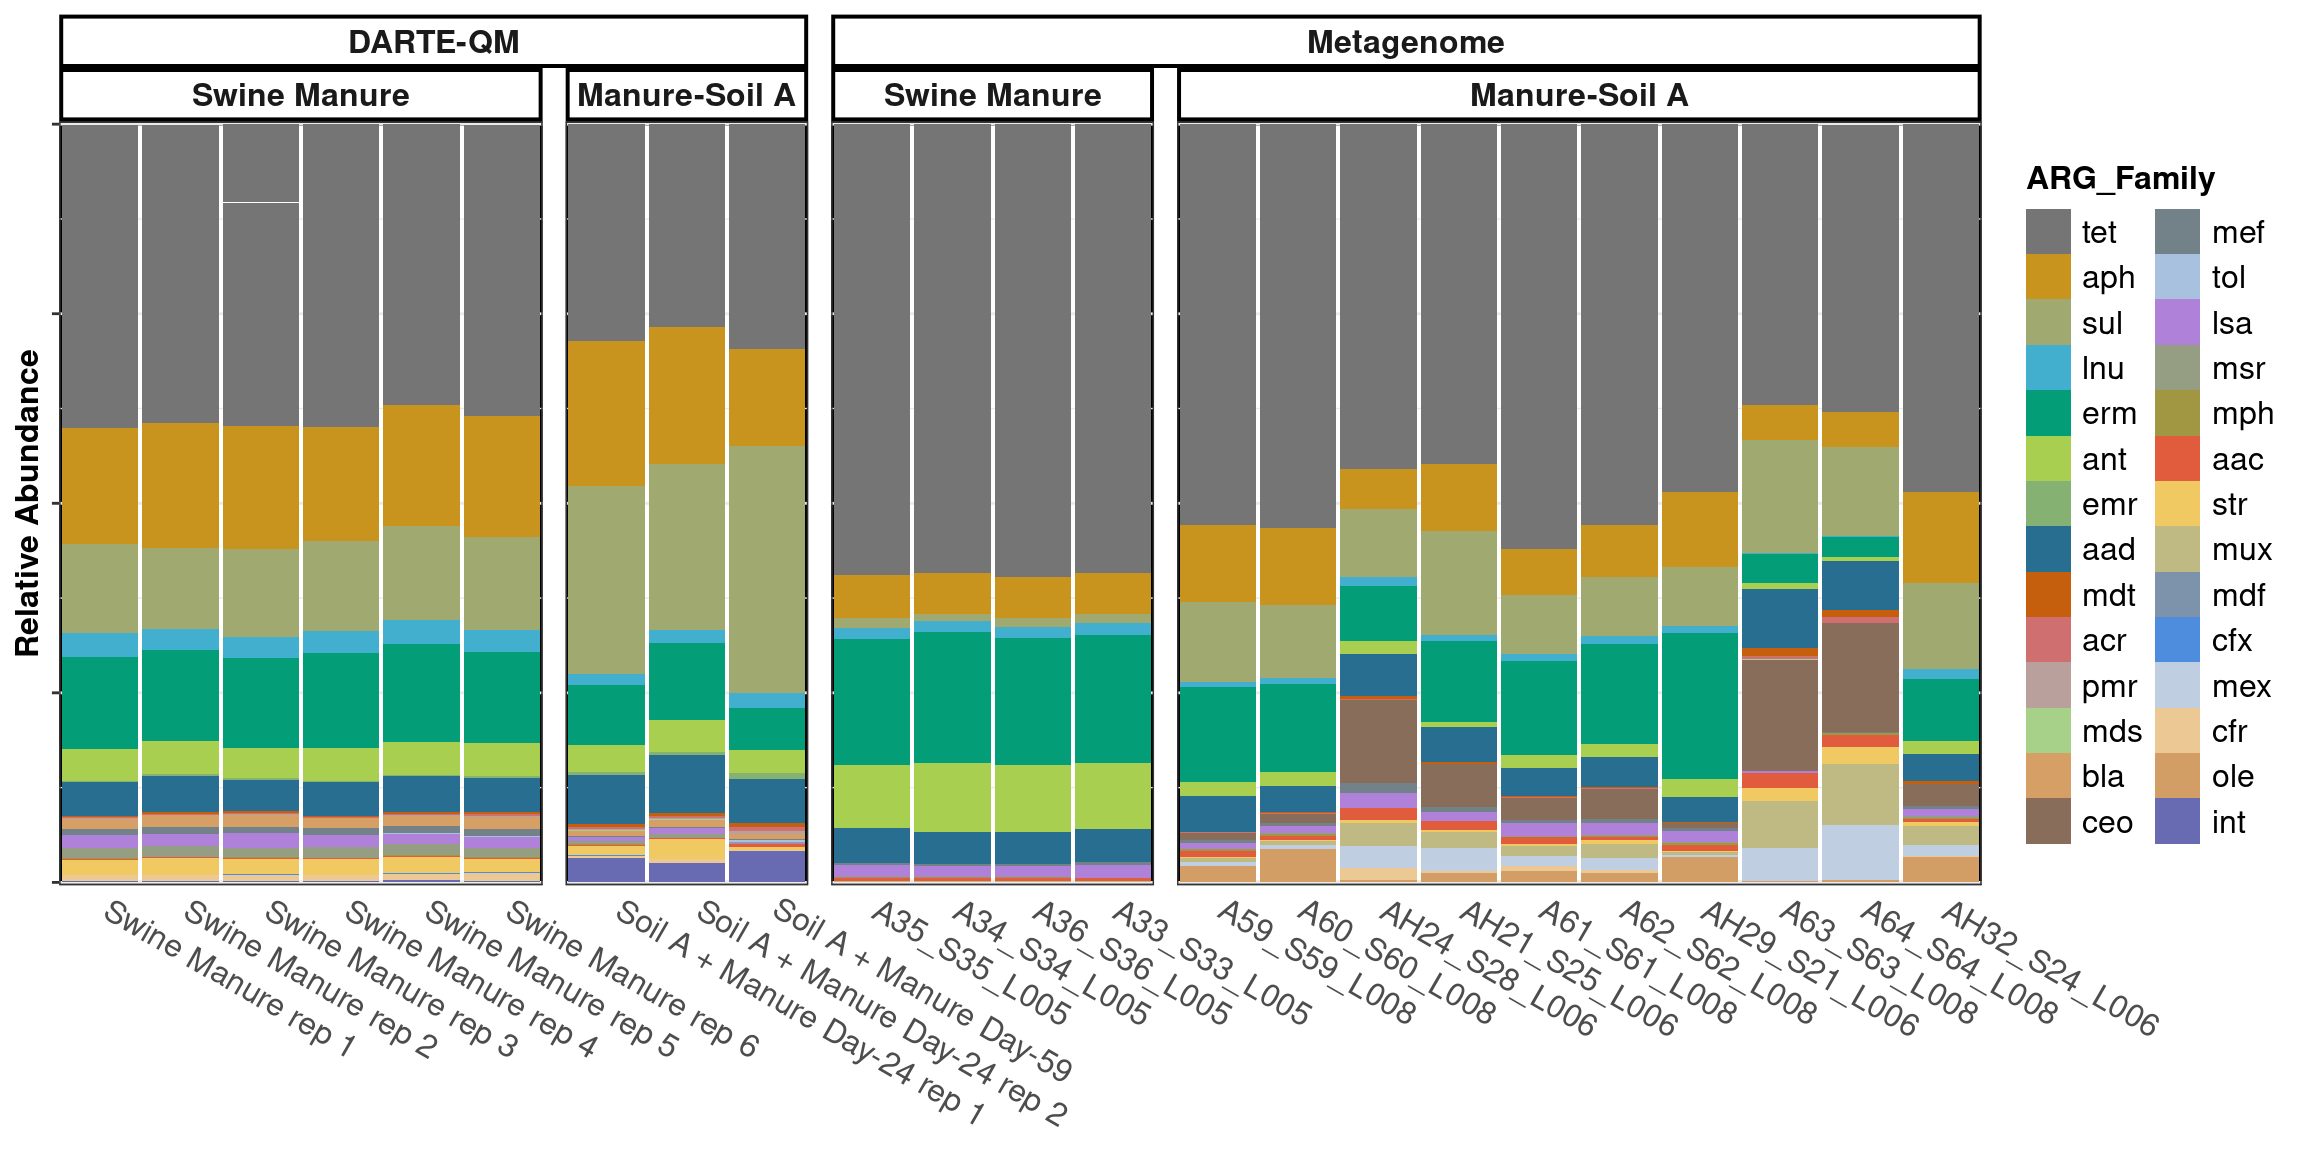 DARTE-QM
Metagenome
Swine Manure
Manure-Soil A
Swine Manure
Manure-Soil A
Relative Abundance
Swine Manure rep 1
Swine Manure rep 2
Swine Manure rep 3
Swine Manure rep 4
Swine Manure rep 5
Swine Manure rep 6
Soil A + Manure Day-24 rep 1
Soil A + Manure Day-24 rep 2
Soil A + Manure Day-59
A35_S35_L005
A34_S34_L005
A36_S36_L005
A33_S33_L005
A59_S59_L008
A60_S60_L008
AH24_S28_L006
AH21_S25_L006
A61_S61_L008
A62_S62_L008
AH29_S21_L006
A63_S63_L008
A64_S64_L008
AH32_S24_L006
ARG_Family
tet
aph
sul
lnu
erm
ant
emr
aad
mdt
acr
pmr
mds
bla
ceo
mef
tol
lsa
msr
mph
aac
str
mux
mdf
cfx
mex
cfr
ole
int